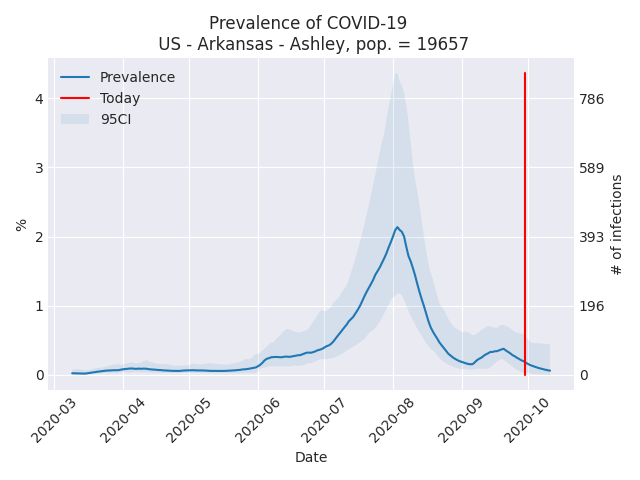 Prevalence of COVID-19
US - Arkansas - Ashley, pop. = 19657
Prevalence
Today
95CI
4
3
2
1
0
%
786
589
393
196
0
# of infections
2020-03
2020-04
2020-05
2020-06
2020-07
2020-08
2020-09
2020-10
Date